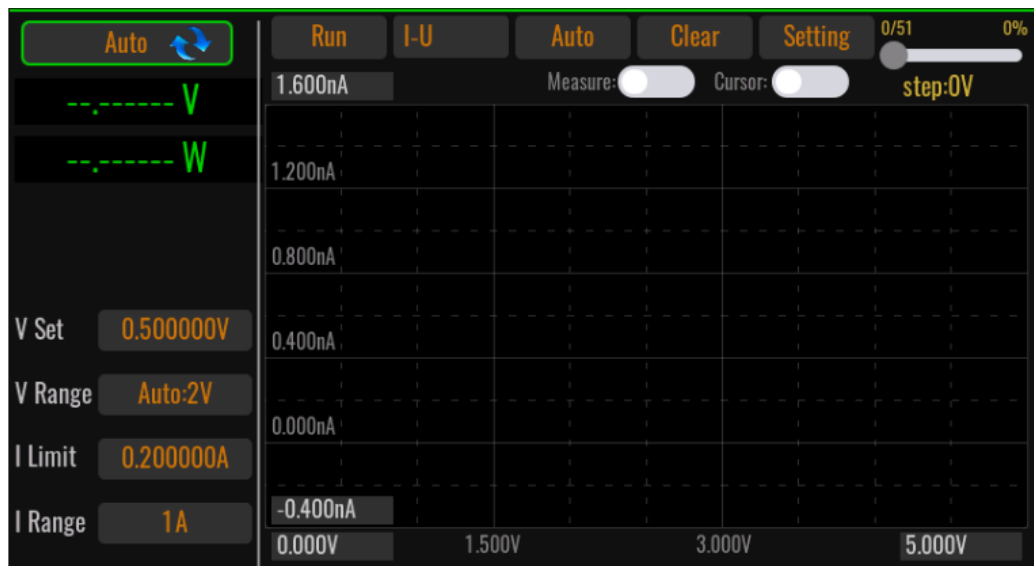 Auto
--.------ V
--.------ W
V Set 0.500000V
V Range Auto:2V
I Limit 0.200000A
I Range 1A
Run I-U Auto Clear Setting 0/51 0%
1.600nA Measure: Cursor: step:0V
1.200nA
0.800nA
0.400nA
0.000nA
-0.400nA
0.000V 1.500V 3.000V 5.000V